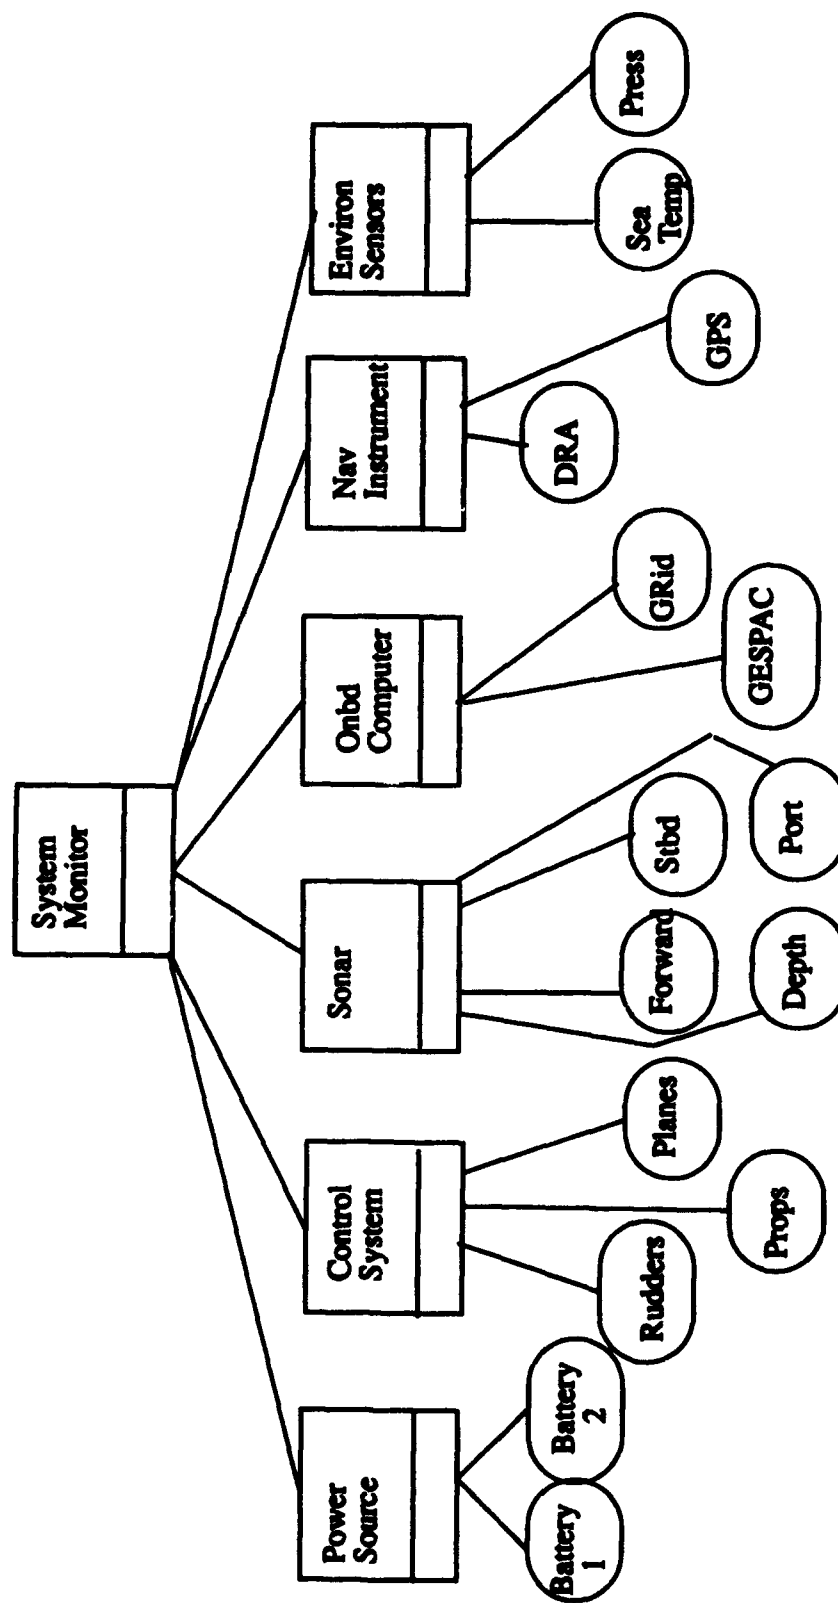 System
Monitor
Power
Source
Control
System
Sonar
Onbd
Computer
Nav
Instrument
Environ
Sensors
Battery
1
Battery
2
Rudders
Props
Planes
Depth
Forward
Stbd
Port
GESPAC
GRid
DRA
GPS
Sea
Temp
Press